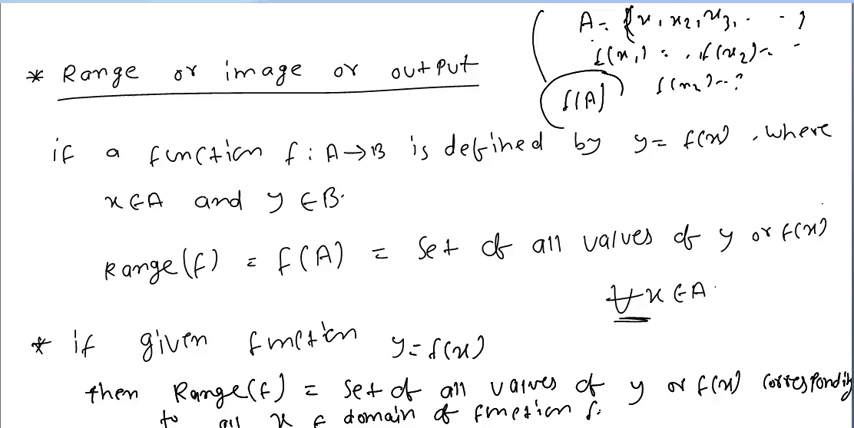 A = {x₁, x₂, x₃, - - }
f(x₁) = , f(x₂) = -
* Range or image or output
f(A) f(x₂) = ?
if a function f : A → B is defined by y = f(x) , where
x ∈ A and y ∈ B.
Range(f) = f(A) = Set of all values of y or f(x)
∀ x ∈ A.
* if given function y = f(x)
then Range(f) = Set of all values of y or f(x) corresponding
to all x ∈ domain of function f.